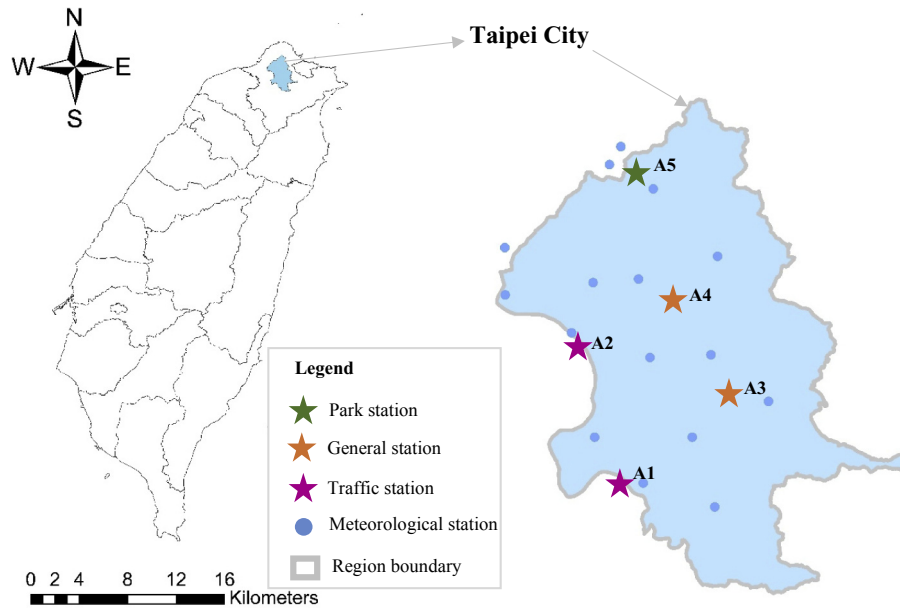 N
Taipei City
W E
S
A5
A4
A2
A3
A1
Legend
Park station
General station
Traffic station
Meteorological station
Region boundary
0 2 4 8 12 16
Kilometers